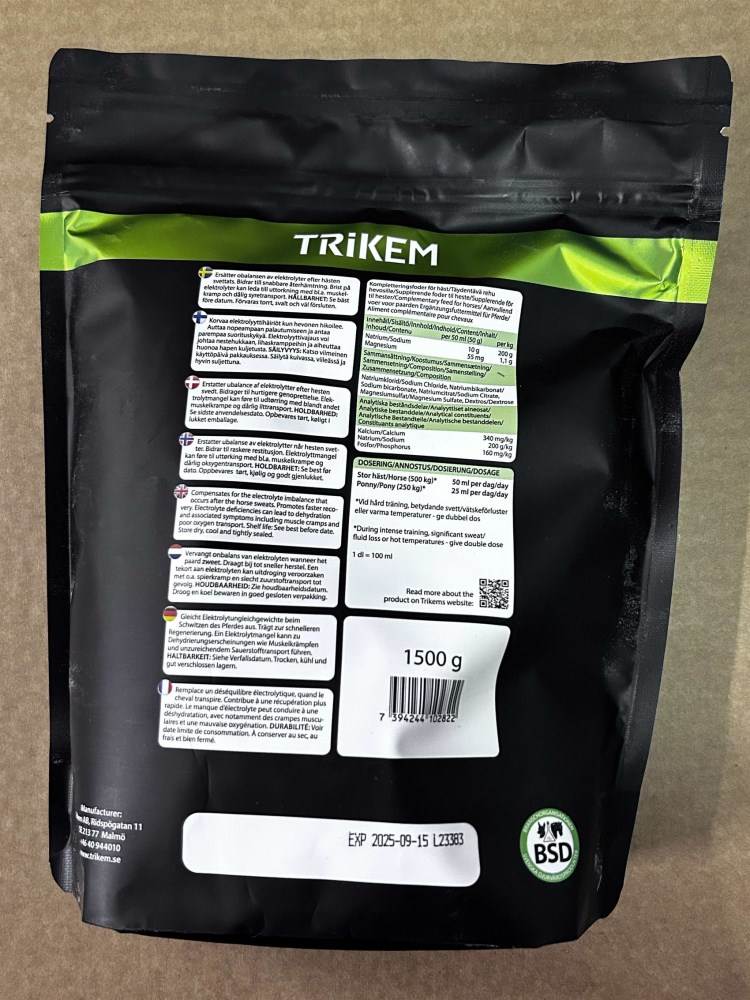 TRIKEM
Ersätter obalansen av elektrolyter efter hästen
svettats. Bidrar till snabbare återhämtning. Brist på
elektrolyter kan leda till uttorkning med bl.a. muskel-
kramp och dålig syretransport. HÅLLBARHET: Se bäst
före datum. Förvaras torrt, svalt och väl försluten.
Korvaa elektrolyyttihäiriöt kun hevonen hikoilee.
Auttaa nopeampaan palautumiseen ja antaa
parempaa suorituskykyä. Elektrolyyttivajaus voi
johtaa nestehukkaan, lihaskramppeihin ja aiheuttaa
huonoa hapen kuljetusta. SÄILYVYYS: Katso viimeinen
käyttöpäivä pakkauksessa. Säilytä kuivassa, viileässä ja
hyvin suljettuna.
Erstatter ubalance af elektrolyter efter hesten
svedt. Bidrager til hurtigere genoprettelse. Elek-
trolytmangel kan føre til udtørring med blandt andet
muskelkrampe og dårlig ilttransport. HOLDBARHED:
Se sidste anvendelsesdato. Opbevares tørt, køligt i
lukket emballage.
Erstatter ubalanse av elektrolytter når hesten svet-
ter. Bidrar til raskere restitusjon. Elektrolyttmangel
kan føre til uttørring med bl.a. muskelkrampe og
dårlig oksygentransport. HOLDBARHET: Se best før
dato. Oppbevares tørt, kjølig og godt gjenlukket.
Compensates for the electrolyte imbalance that
occurs after the horse sweats. Promotes faster reco-
very. Electrolyte deficiencies can lead to dehydration
and associated symptoms including muscle cramps and
poor oxygen transport. Shelf life: See best before date.
Store dry, cool and tightly sealed.
Vervangt onbalans van elektrolyten wanneer het
paard zweet. Draagt bij tot sneller herstel. Een
tekort aan elektrolyten kan uitdroging veroorzaken
met o.a. spierkramp en slecht zuurstoftransport tot
gevolg. HOUDBAARHEID: Zie houdbaarheidsdatum.
Droog en koel bewaren in goed gesloten verpakking.
Gleicht Elektrolytungleichgewichte beim
Schwitzen des Pferdes aus. Trägt zur schnelleren
Regenerierung. Ein Elektrolytmangel kann zu
Dehydrierungserscheinungen wie Muskelkrämpfen
und unzureichendem Sauerstofftransport führen.
HALTBARKEIT: Siehe Verfallsdatum. Trocken, kühl und
gut verschlossen lagern.
Remplace un déséquilibre électrolytique, quand le
cheval transpire. Contribue à une récupération plus
rapide. Le manque d'électrolyte peut conduire à une
déshydratation, avec notamment des crampes muscu-
laires et une mauvaise oxygénation. DURABILITÉ: Voir
date limite de consommation. À conserver au sec, au
frais et bien fermé.
Kompletteringsfoder för häst/Täydentävä rehu
hevosille/Supplerende foder til heste/Supplerende fôr
til hester/Complementary feed for horses/ Aanvullend
voer voor paarden Ergänzungsfuttermittel für Pferde/
Aliment complémentaire pour chevaux
Innehåll/Sisältö/Innhold/Indhold/Content/Inhalt/
Inhoud/Contenu per 50 ml (50 g) per kg
Natrium/Sodium 10 g 200 g
Magnesium 55 mg 1,1 g
Sammansättning/Koostumus/Sammensætning/
Sammensetning/Composition/Samenstelling/
Zusammensetzung/Composition
Natriumklorid/Sodium Chloride, Natriumbikarbonat/
Sodium bicarbonate, Natriumcitrat/Sodium Citrate,
Magnesiumsulfat/Magnesium Sulfate, Dextros/Dextrose
Analytiska beståndsdelar/Analyyttiset aineosat/
Analytiske bestanddele/Analytical constituents/
Analytische Bestandteile/Analytische bestanddelen/
Constituants analytique
Kalcium/Calcium 340 mg/kg
Natrium/Sodium 200 g/kg
Fosfor/Phosphorus 160 mg/kg
DOSERING/ANNOSTUS/DOSIERUNG/DOSAGE
Stor häst/Horse (500 kg)* 50 ml per dag/day
Ponny/Pony (250 kg)* 25 ml per dag/day
*Vid hård träning, betydande svett/vätskeförluster
eller varma temperaturer - ge dubbel dos
*During intense training, significant sweat/
fluid loss or hot temperatures - give double dose
1 dl = 100 ml
Read more about the
product on Trikems website:
1500 g
7 394244 102822
Manufacturer:
AB, Ridspögatan 11
213 77 Malmö
+46 40 944010
www.trikem.se
EXP 2025-09-15 L23383
BSD